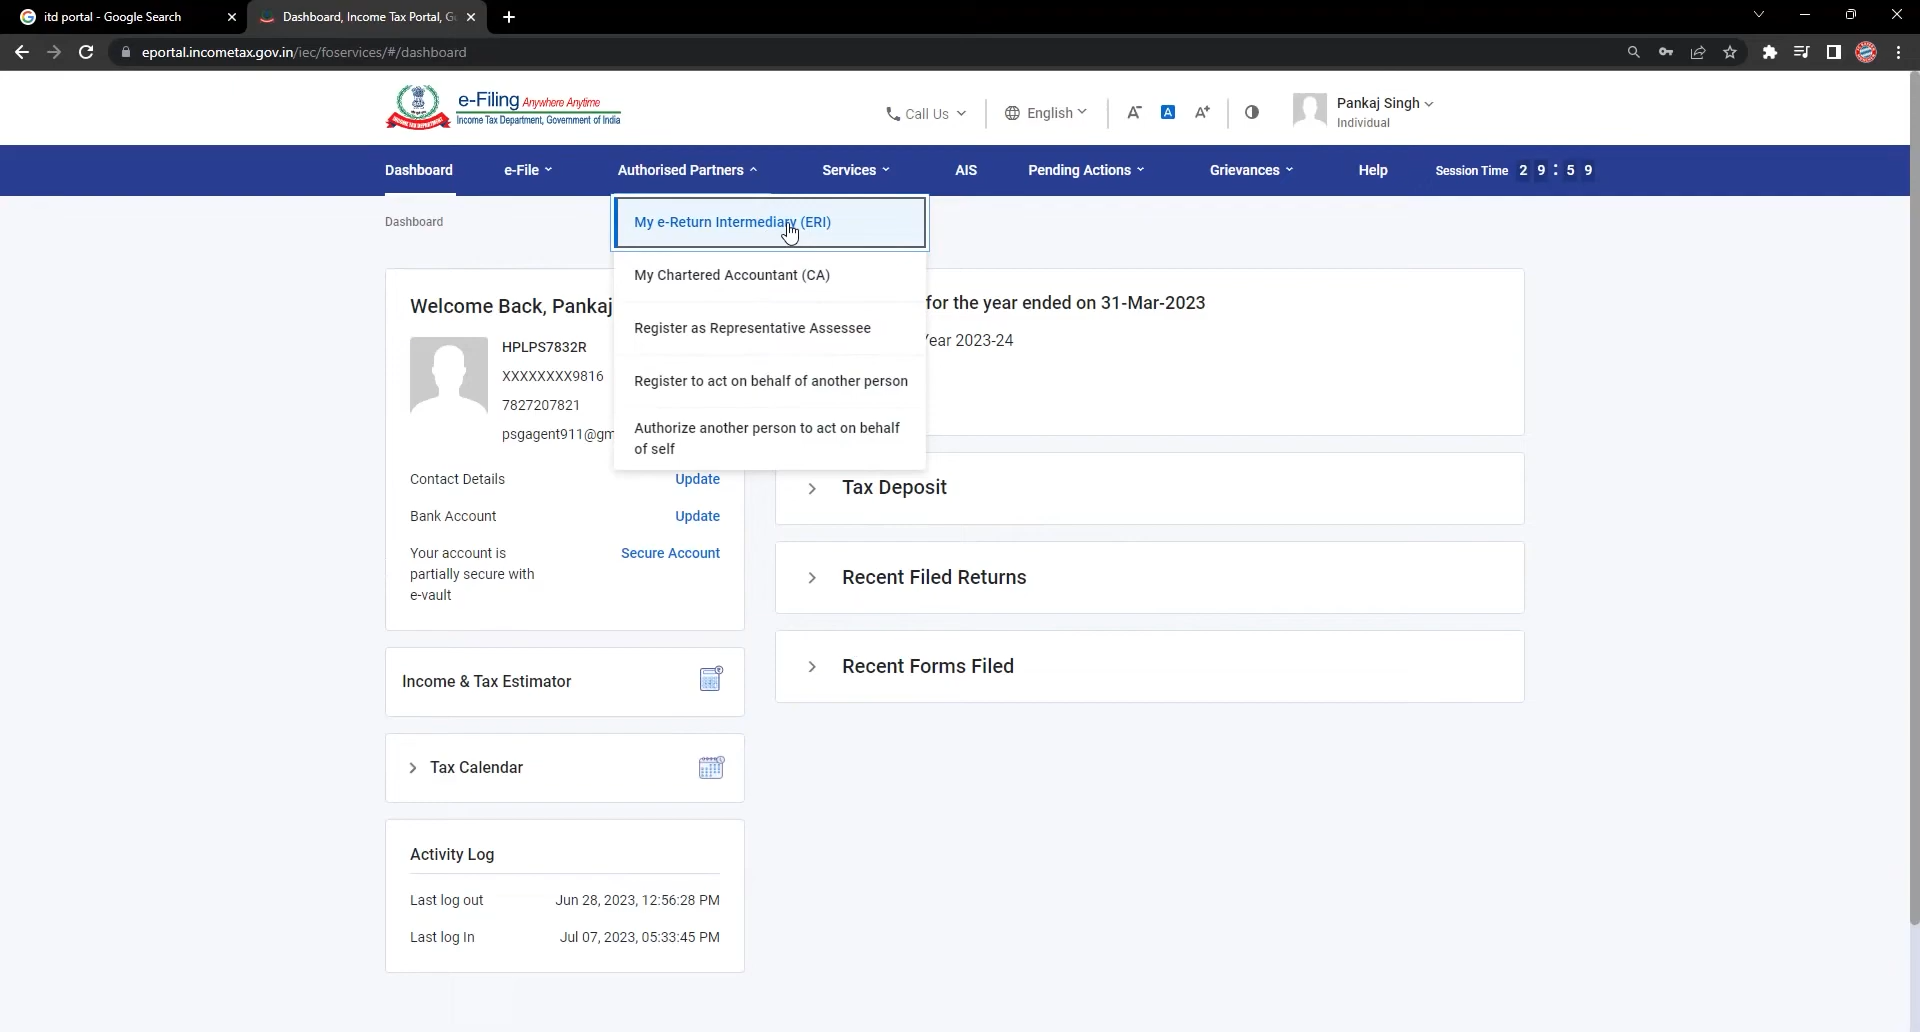 itd portal - Google Search
Dashboard, Income Tax Portal, G
eportal.incometax.gov.in/iec/foservices/#/dashboard
e-Filing Anywhere Anytime
Income Tax Department, Government of India
Call Us
English
A-
A
A+
Pankaj Singh
Individual
Dashboard
e-File
Authorised Partners
Services
AIS
Pending Actions
Grievances
Help
Session Time 2 9 : 5 9
Dashboard
My e-Return Intermediary (ERI)
My Chartered Accountant (CA)
Register as Representative Assessee
Register to act on behalf of another person
Authorize another person to act on behalf
of self
Welcome Back, Pankaj
HPLPS7832R
XXXXXXXX9816
7827207821
psgagent911@gm
Contact Details Update
Bank Account Update
Your account is Secure Account
partially secure with
e-vault
for the year ended on 31-Mar-2023
Year 2023-24
Tax Deposit
Recent Filed Returns
Recent Forms Filed
Income & Tax Estimator
Tax Calendar
Activity Log
Last log out Jun 28, 2023, 12:56:28 PM
Last log In Jul 07, 2023, 05:33:45 PM